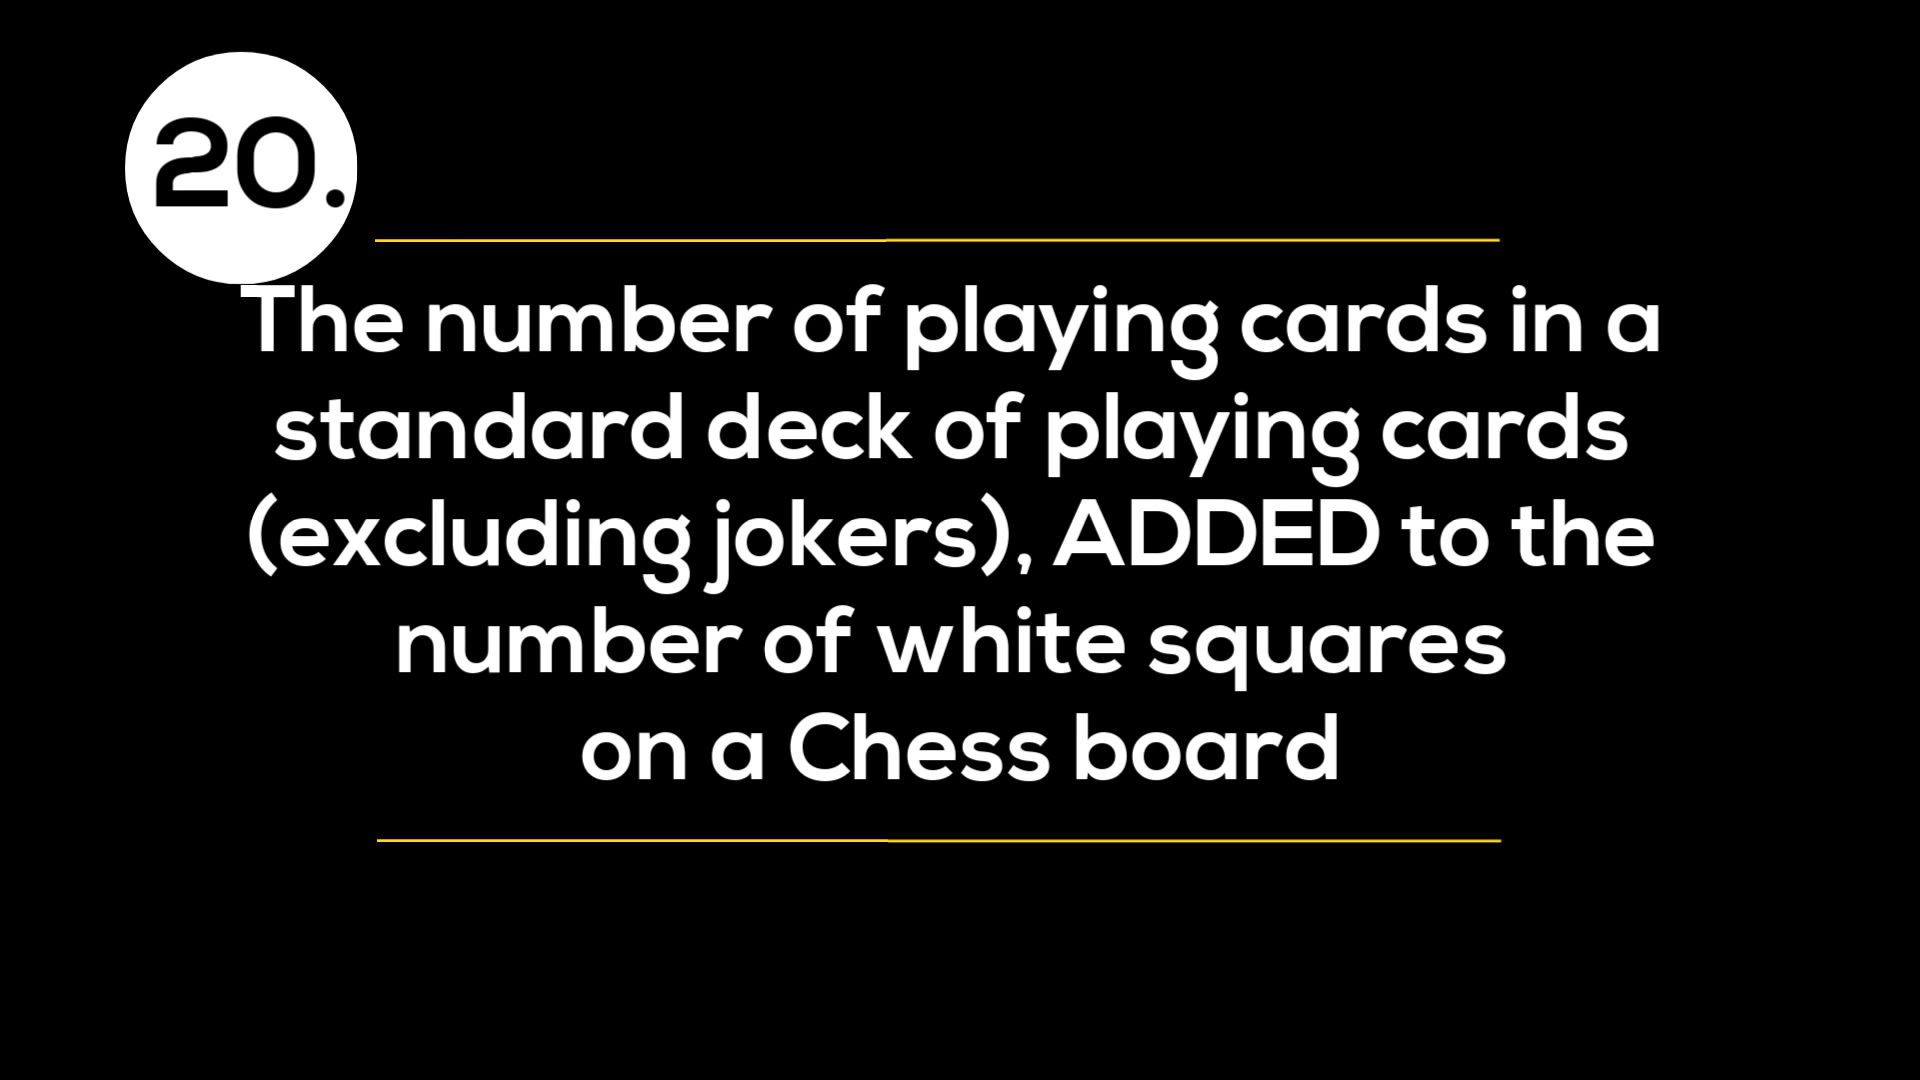 20.
The number of playing cards in a
standard deck of playing cards
(excluding jokers), ADDED to the
number of white squares
on a Chess board